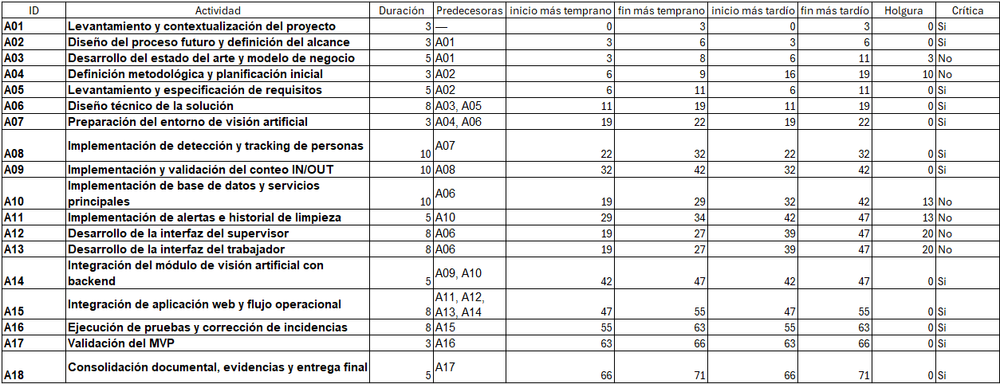 ID Actividad Duración Predecesoras inicio más temprano fin más temprano inicio más tardío fin más tardío Holgura Crítica
A01 Levantamiento y contextualización del proyecto 3 — 0 3 0 3 0 Si
A02 Diseño del proceso futuro y definición del alcance 3 A01 3 6 3 6 0 Si
A03 Desarrollo del estado del arte y modelo de negocio 5 A01 3 8 6 11 3 No
A04 Definición metodológica y planificación inicial 3 A02 6 9 16 19 10 No
A05 Levantamiento y especificación de requisitos 5 A02 6 11 6 11 0 Si
A06 Diseño técnico de la solución 8 A03, A05 11 19 11 19 0 Si
A07 Preparación del entorno de visión artificial 3 A04, A06 19 22 19 22 0 Si
A08 Implementación de detección y tracking de personas 10 A07 22 32 22 32 0 Si
A09 Implementación y validación del conteo IN/OUT 10 A08 32 42 32 42 0 Si
Implementación de base de datos y servicios
A10 principales 10 A06 19 29 32 42 13 No
A11 Implementación de alertas e historial de limpieza 5 A10 29 34 42 47 13 No
A12 Desarrollo de la interfaz del supervisor 8 A06 19 27 39 47 20 No
A13 Desarrollo de la interfaz del trabajador 8 A06 19 27 39 47 20 No
Integración del módulo de visión artificial con
A14 backend 5 A09, A10 42 47 42 47 0 Si
A11, A12,
A15 Integración de aplicación web y flujo operacional 8 A13, A14 47 55 47 55 0 Si
A16 Ejecución de pruebas y corrección de incidencias 8 A15 55 63 55 63 0 Si
A17 Validación del MVP 3 A16 63 66 63 66 0 Si
A18 Consolidación documental, evidencias y entrega final 5 A17 66 71 66 71 0 Si